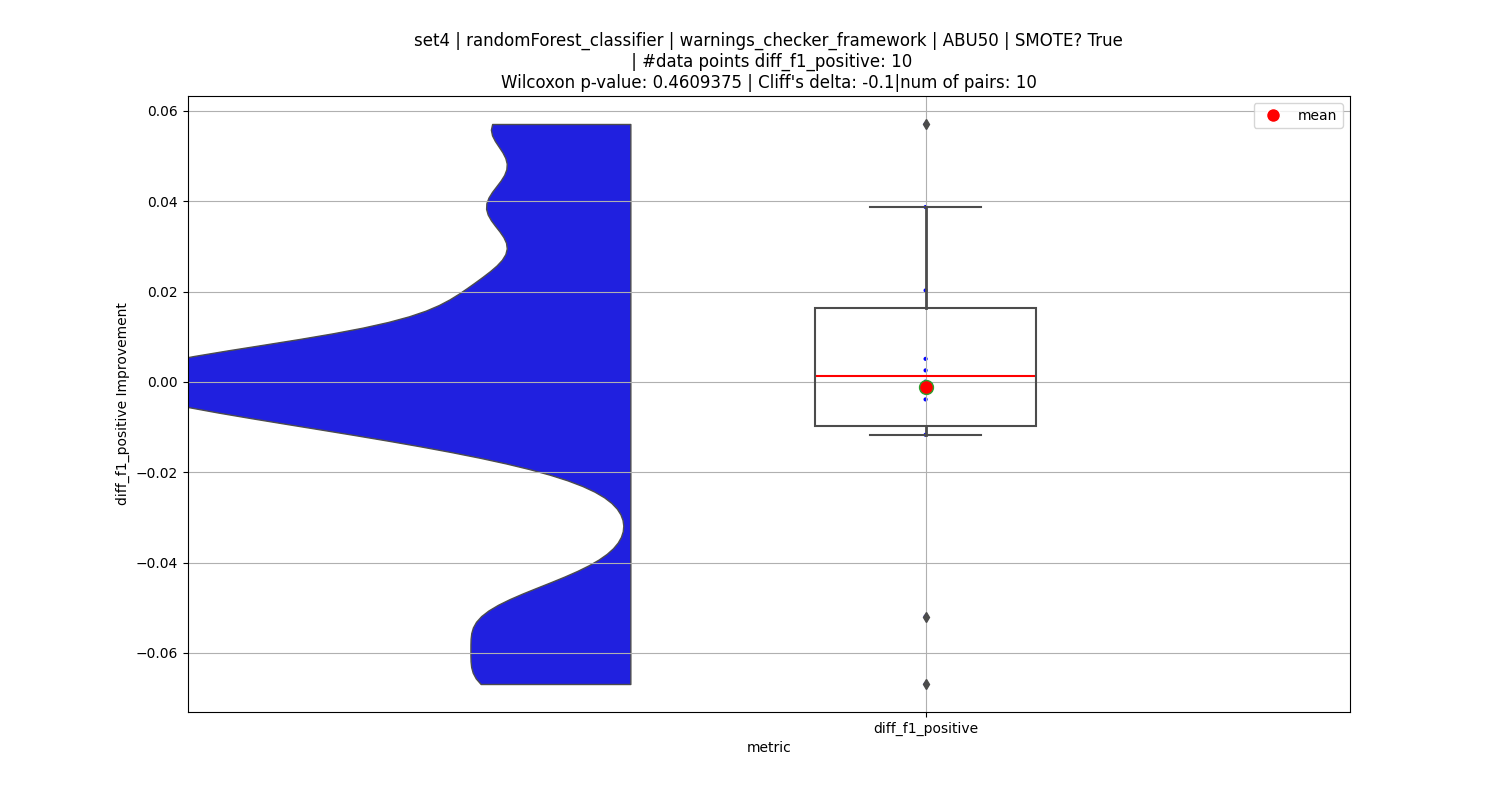 set4 | randomForest_classifier | warnings_checker_framework | ABU50 | SMOTE? True
| #data points diff_f1_positive: 10
Wilcoxon p-value: 0.4609375 | Cliff's delta: -0.1|num of pairs: 10
mean
0.06
0.04
0.02
0.00
−0.02
−0.04
−0.06
diff_f1_positive Improvement
diff_f1_positive
metric